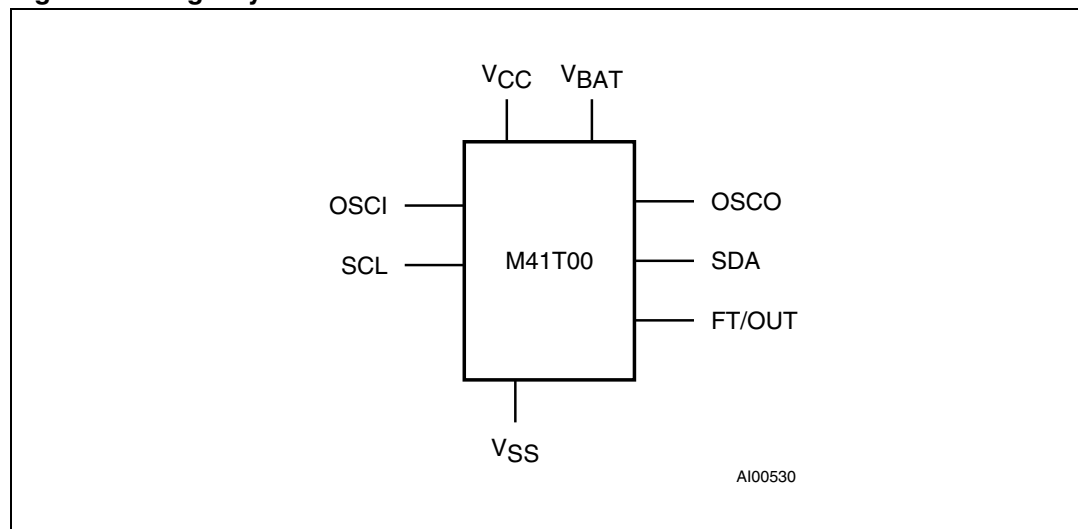 VCC VBAT
OSCI
OSCO
SCL
M41T00
SDA
FT/OUT
VSS
AI00530